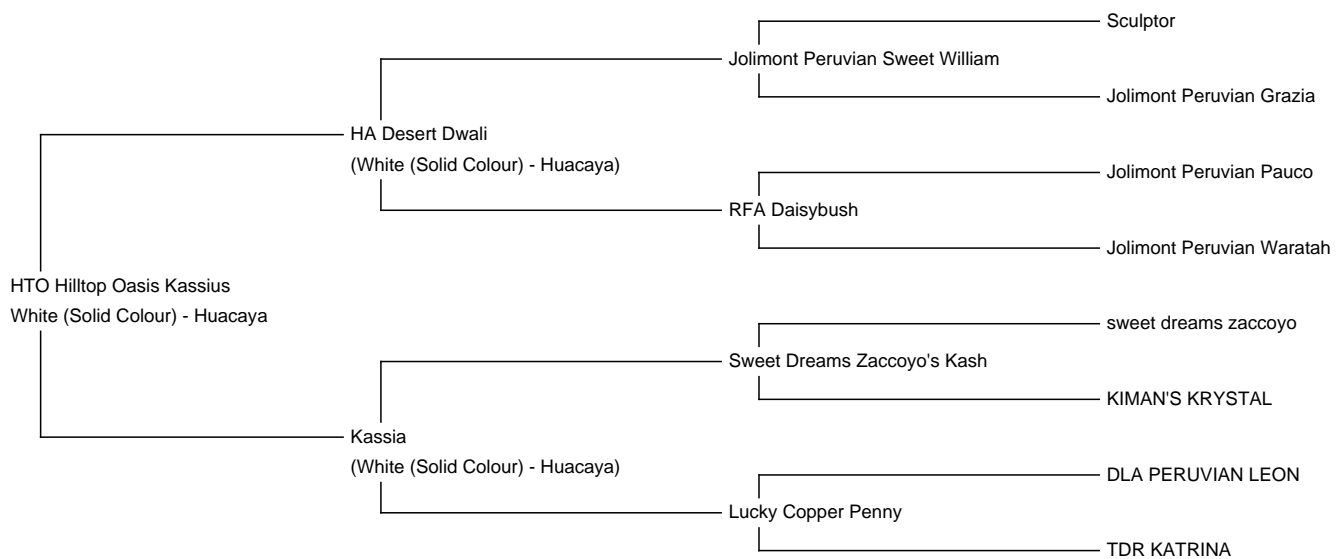 Sculptor
Jolimont Peruvian Sweet William
Jolimont Peruvian Grazia
HA Desert Dwali
(White (Solid Colour) - Huacaya)
Jolimont Peruvian Pauco
RFA Daisybush
Jolimont Peruvian Waratah
HTO Hilltop Oasis Kassius
White (Solid Colour) - Huacaya
sweet dreams zaccoyo
Sweet Dreams Zaccoyo's Kash
KIMAN'S KRYSTAL
Kassia
(White (Solid Colour) - Huacaya)
DLA PERUVIAN LEON
Lucky Copper Penny
TDR KATRINA